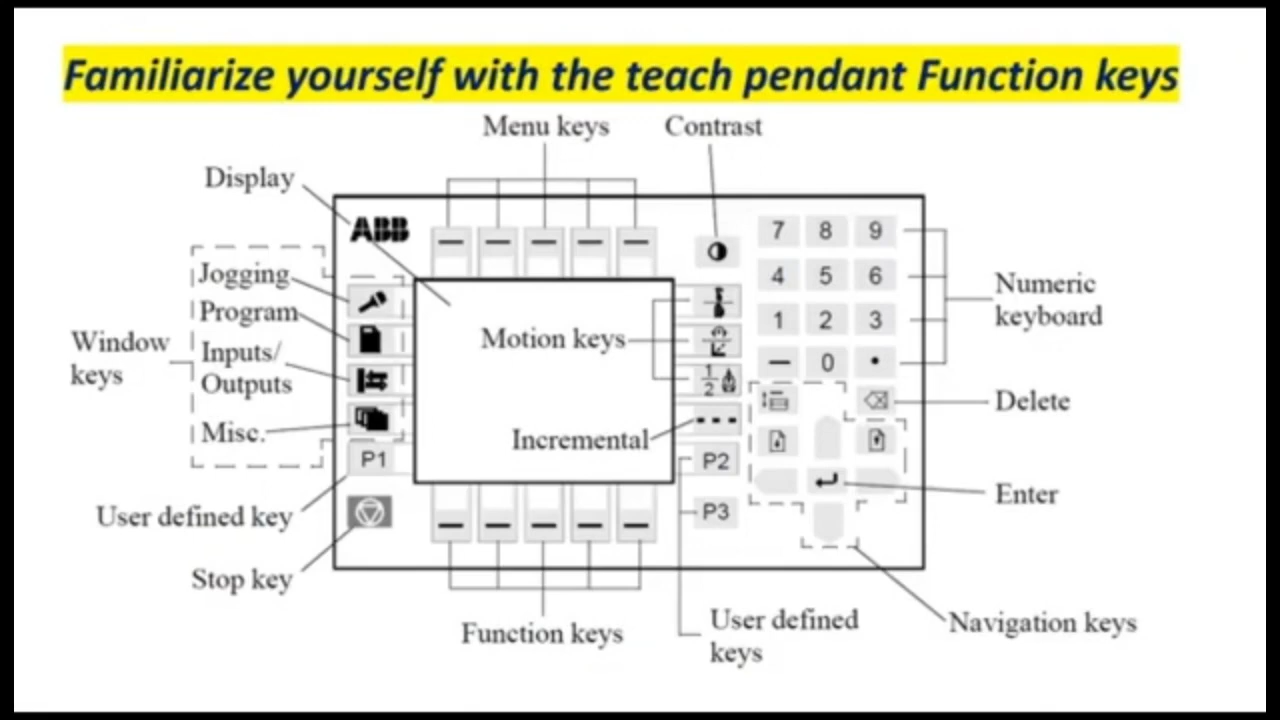 Familiarize yourself with the teach pendant Function keys
Menu keys
Contrast
Display
ABB
7 8 9
Jogging
4 5 6
Numeric
keyboard
Program
1 2 3
Window
keys
Motion keys
Inputs/
Outputs
1
2
— 0 •
Delete
Misc.
Incremental
P1
P2
Enter
User defined key
P3
Stop key
Function keys
User defined
keys
Navigation keys